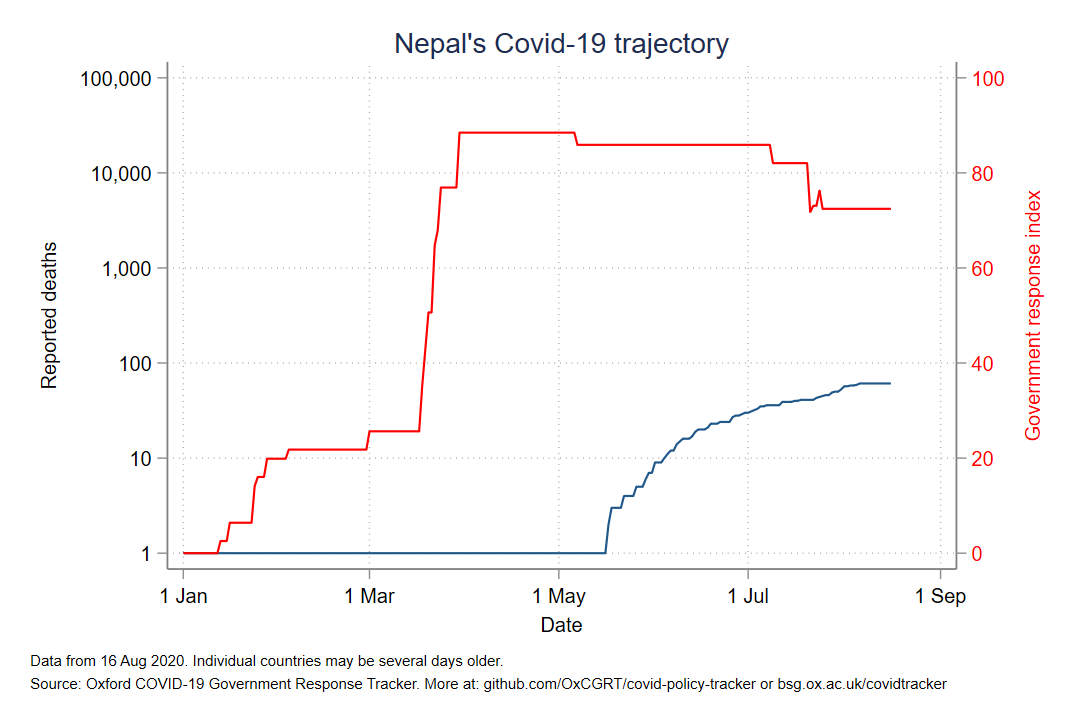 Nepal's Covid-19 trajectory
100,000
10,000
1,000
100
10
1
Reported deaths
100
80
60
40
20
0
Government response index
1 Jan
1 Mar
1 May
1 Jul
1 Sep
Date
Data from 16 Aug 2020. Individual countries may be several days older.
Source: Oxford COVID-19 Government Response Tracker. More at: github.com/OxCGRT/covid-policy-tracker or bsg.ox.ac.uk/covidtracker